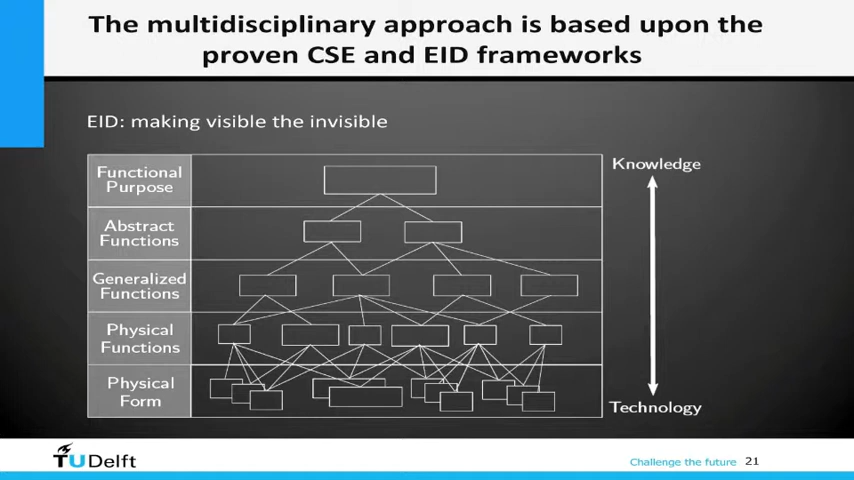 The multidisciplinary approach is based upon the
proven CSE and EID frameworks
EID: making visible the invisible
Functional
Purpose
Abstract
Functions
Generalized
Functions
Physical
Functions
Physical
Form
Knowledge
Technology
TUDelft
Challenge the future 21